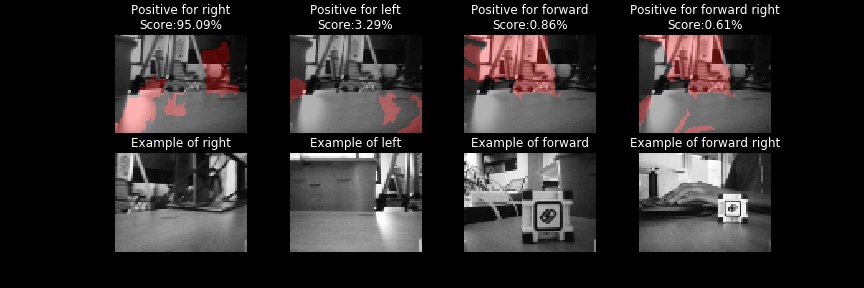 Positive for right
Score:95.09%
Positive for left
Score:3.29%
Positive for forward
Score:0.86%
Positive for forward right
Score:0.61%
Example of right
Example of left
Example of forward
Example of forward right